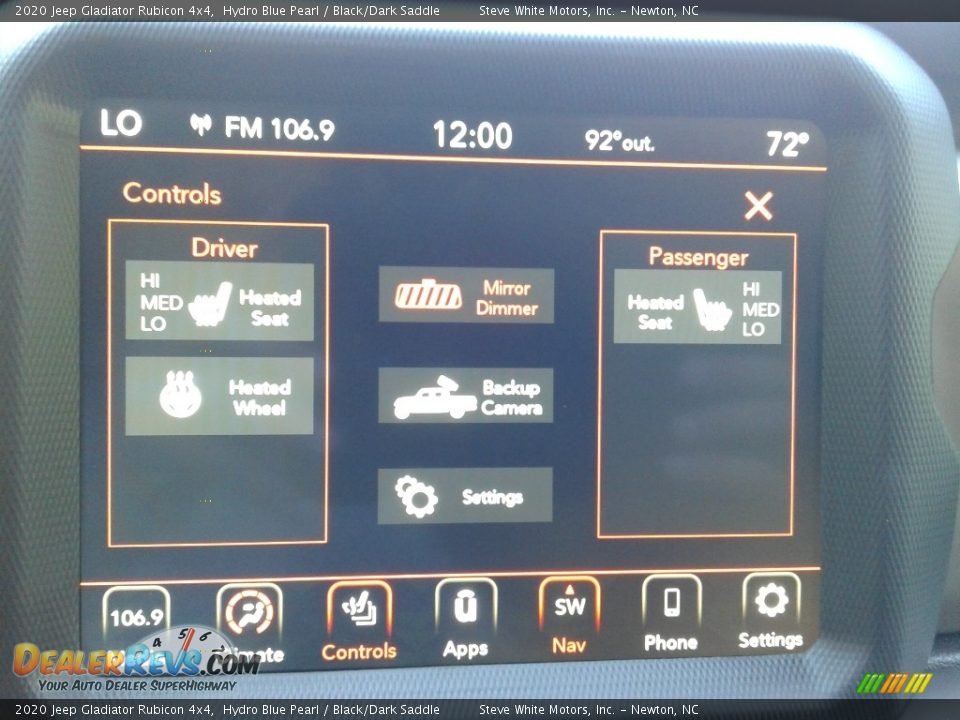 2020 Jeep Gladiator Rubicon 4x4, Hydro Blue Pearl / Black/Dark Saddle Steve White Motors, Inc. – Newton, NC
LO FM 106.9 12:00 92°out. 72°
Controls
Driver
HI
MED
LO
Heated
Seat
Heated
Wheel
Mirror
Dimmer
Backup
Camera
Settings
Passenger
Heated
Seat
HI
MED
LO
106.9
SW
Controls
Apps
Nav
Phone
Settings
4 5 6
DealerRevs.com
Your Auto Dealer SuperHighway
2020 Jeep Gladiator Rubicon 4x4, Hydro Blue Pearl / Black/Dark Saddle Steve White Motors, Inc. – Newton, NC